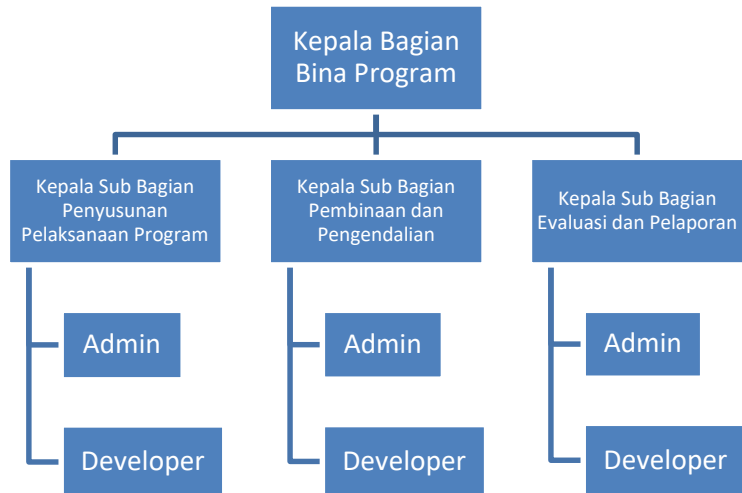 Kepala Bagian
Bina Program
Kepala Sub Bagian
Penyusunan
Pelaksanaan Program
Kepala Sub Bagian
Pembinaan dan
Pengendalian
Kepala Sub Bagian
Evaluasi dan Pelaporan
Admin
Admin
Admin
Developer
Developer
Developer